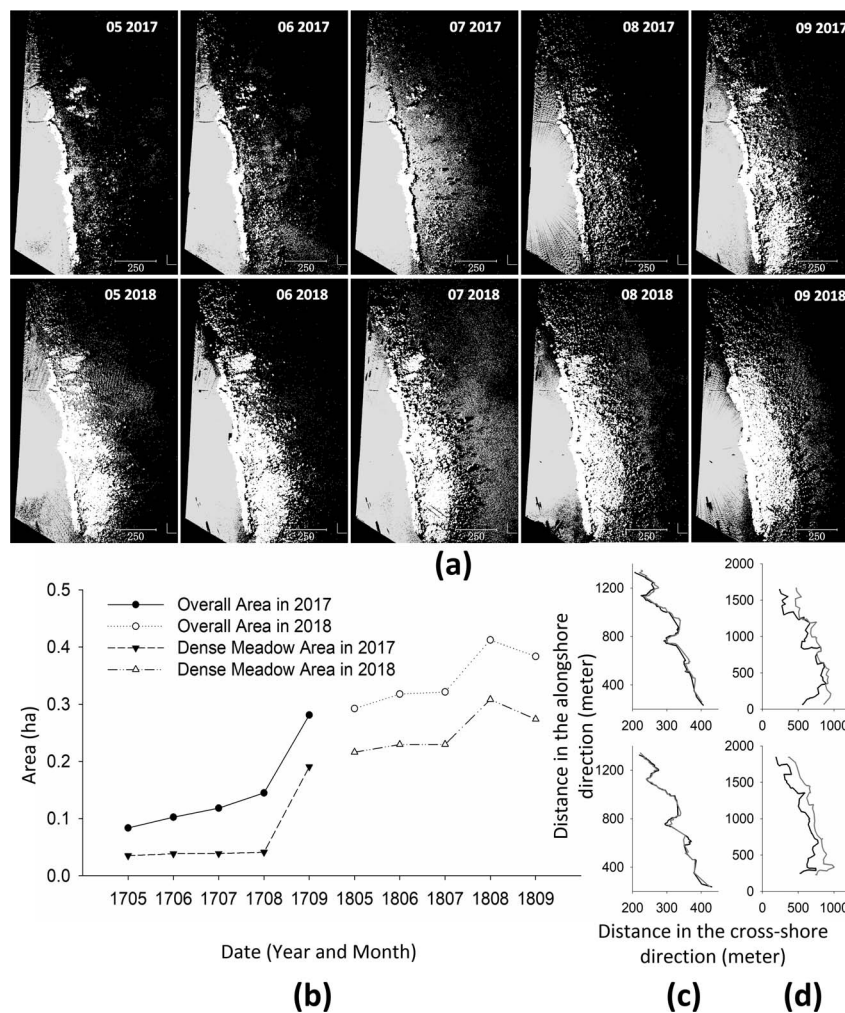 05 2017
06 2017
07 2017
08 2017
09 2017
250
250
250
250
250
05 2018
06 2018
07 2018
08 2018
09 2018
250
250
250
250
250
(a)
Area (ha)
0.5
0.4
0.3
0.2
0.1
0.0
Overall Area in 2017
Overall Area in 2018
Dense Meadow Area in 2017
Dense Meadow Area in 2018
1705 1706 1707 1708 1709 1805 1806 1807 1808 1809
Date (Year and Month)
(b)
Distance in the alongshore
direction (meter)
1200
800
400
200 300 400
1200
800
400
200 300 400
2000
1500
1000
500
0
0 500 1000
2000
1500
1000
500
0
0 500 1000
Distance in the cross-shore
direction (meter)
(c)
(d)